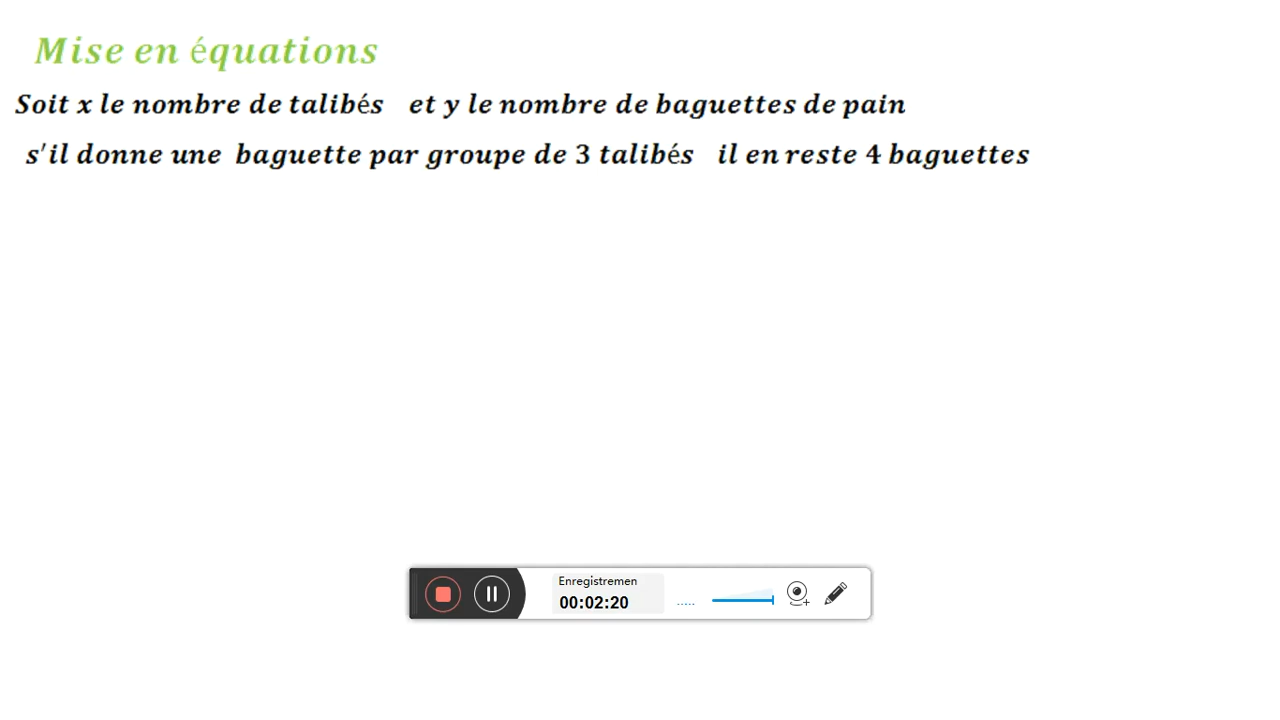 Mise en équations
Soit x le nombre de talibés et y le nombre de baguettes de pain
s'il donne une baguette par groupe de 3 talibés il en reste 4 baguettes
Enregistremen
00:02:20